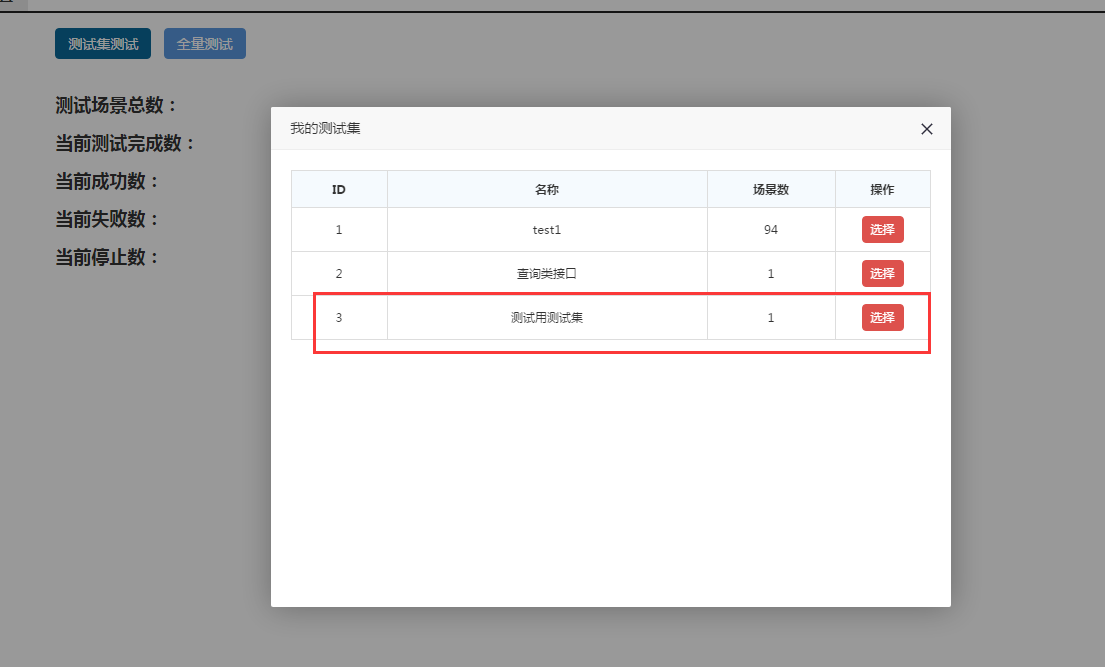 测试集测试 全量测试
测试场景总数：
当前测试完成数：
当前成功数：
当前失败数：
当前停止数：
我的测试集
ID 名称 场景数 操作
1 test1 94 选择
2 查询类接口 1 选择
3 测试用测试集 1 选择